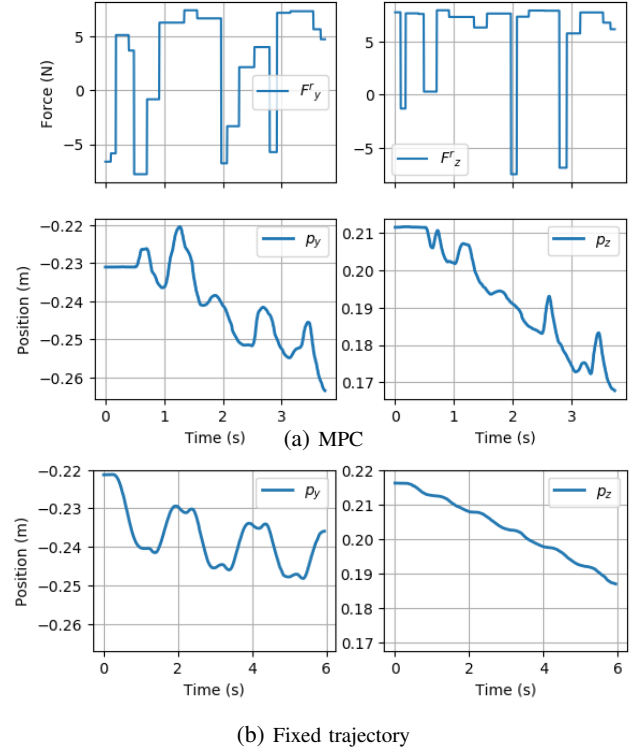 Force (N)
5
0
−5
F^r_y
5
0
−5
F^r_z
Position (m)
−0.22
−0.23
−0.24
−0.25
−0.26
p_y
0.21
0.20
0.19
0.18
0.17
p_z
0 1 2 3
0 1 2 3
Time (s)
Time (s)
(a) MPC
Position (m)
−0.22
−0.23
−0.24
−0.25
−0.26
p_y
0.22
0.21
0.20
0.19
0.18
0.17
p_z
0 2 4 6
0 2 4 6
Time (s)
Time (s)
(b) Fixed trajectory